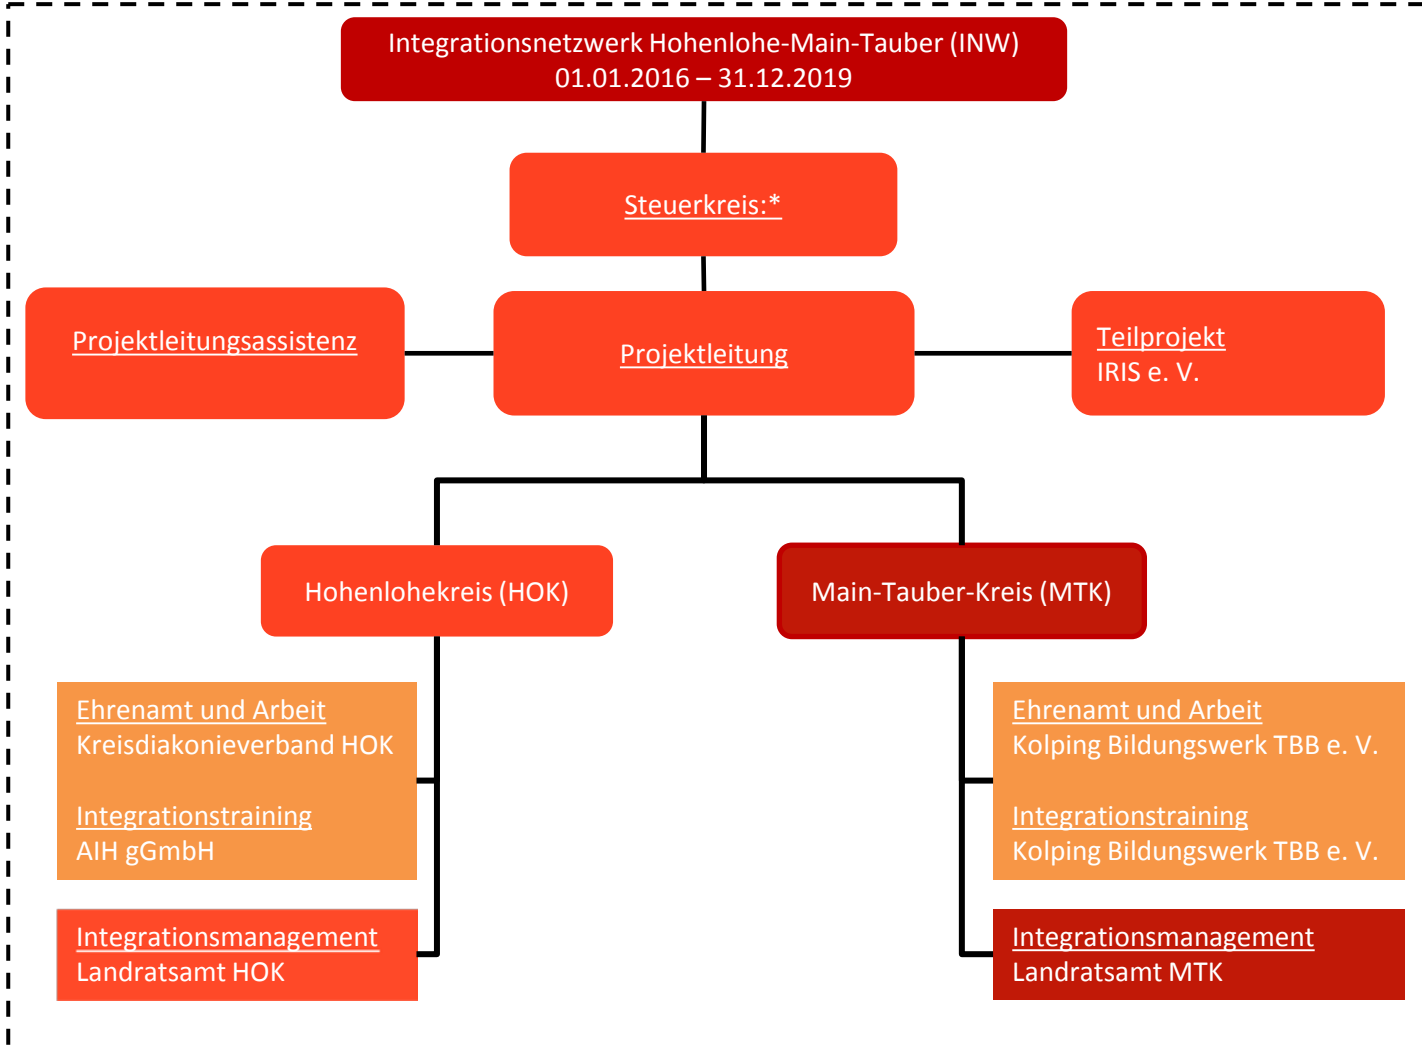 Integrationsnetzwerk Hohenlohe-Main-Tauber (INW)
01.01.2016 – 31.12.2019
Steuerkreis:*
Projektleitungsassistenz
Projektleitung
Teilprojekt
IRIS e. V.
Hohenlohekreis (HOK)
Main-Tauber-Kreis (MTK)
Ehrenamt und Arbeit
Kreisdiakonieverband HOK
Integrationstraining
AIH gGmbH
Ehrenamt und Arbeit
Kolping Bildungswerk TBB e. V.
Integrationstraining
Kolping Bildungswerk TBB e. V.
Integrationsmanagement
Landratsamt HOK
Integrationsmanagement
Landratsamt MTK